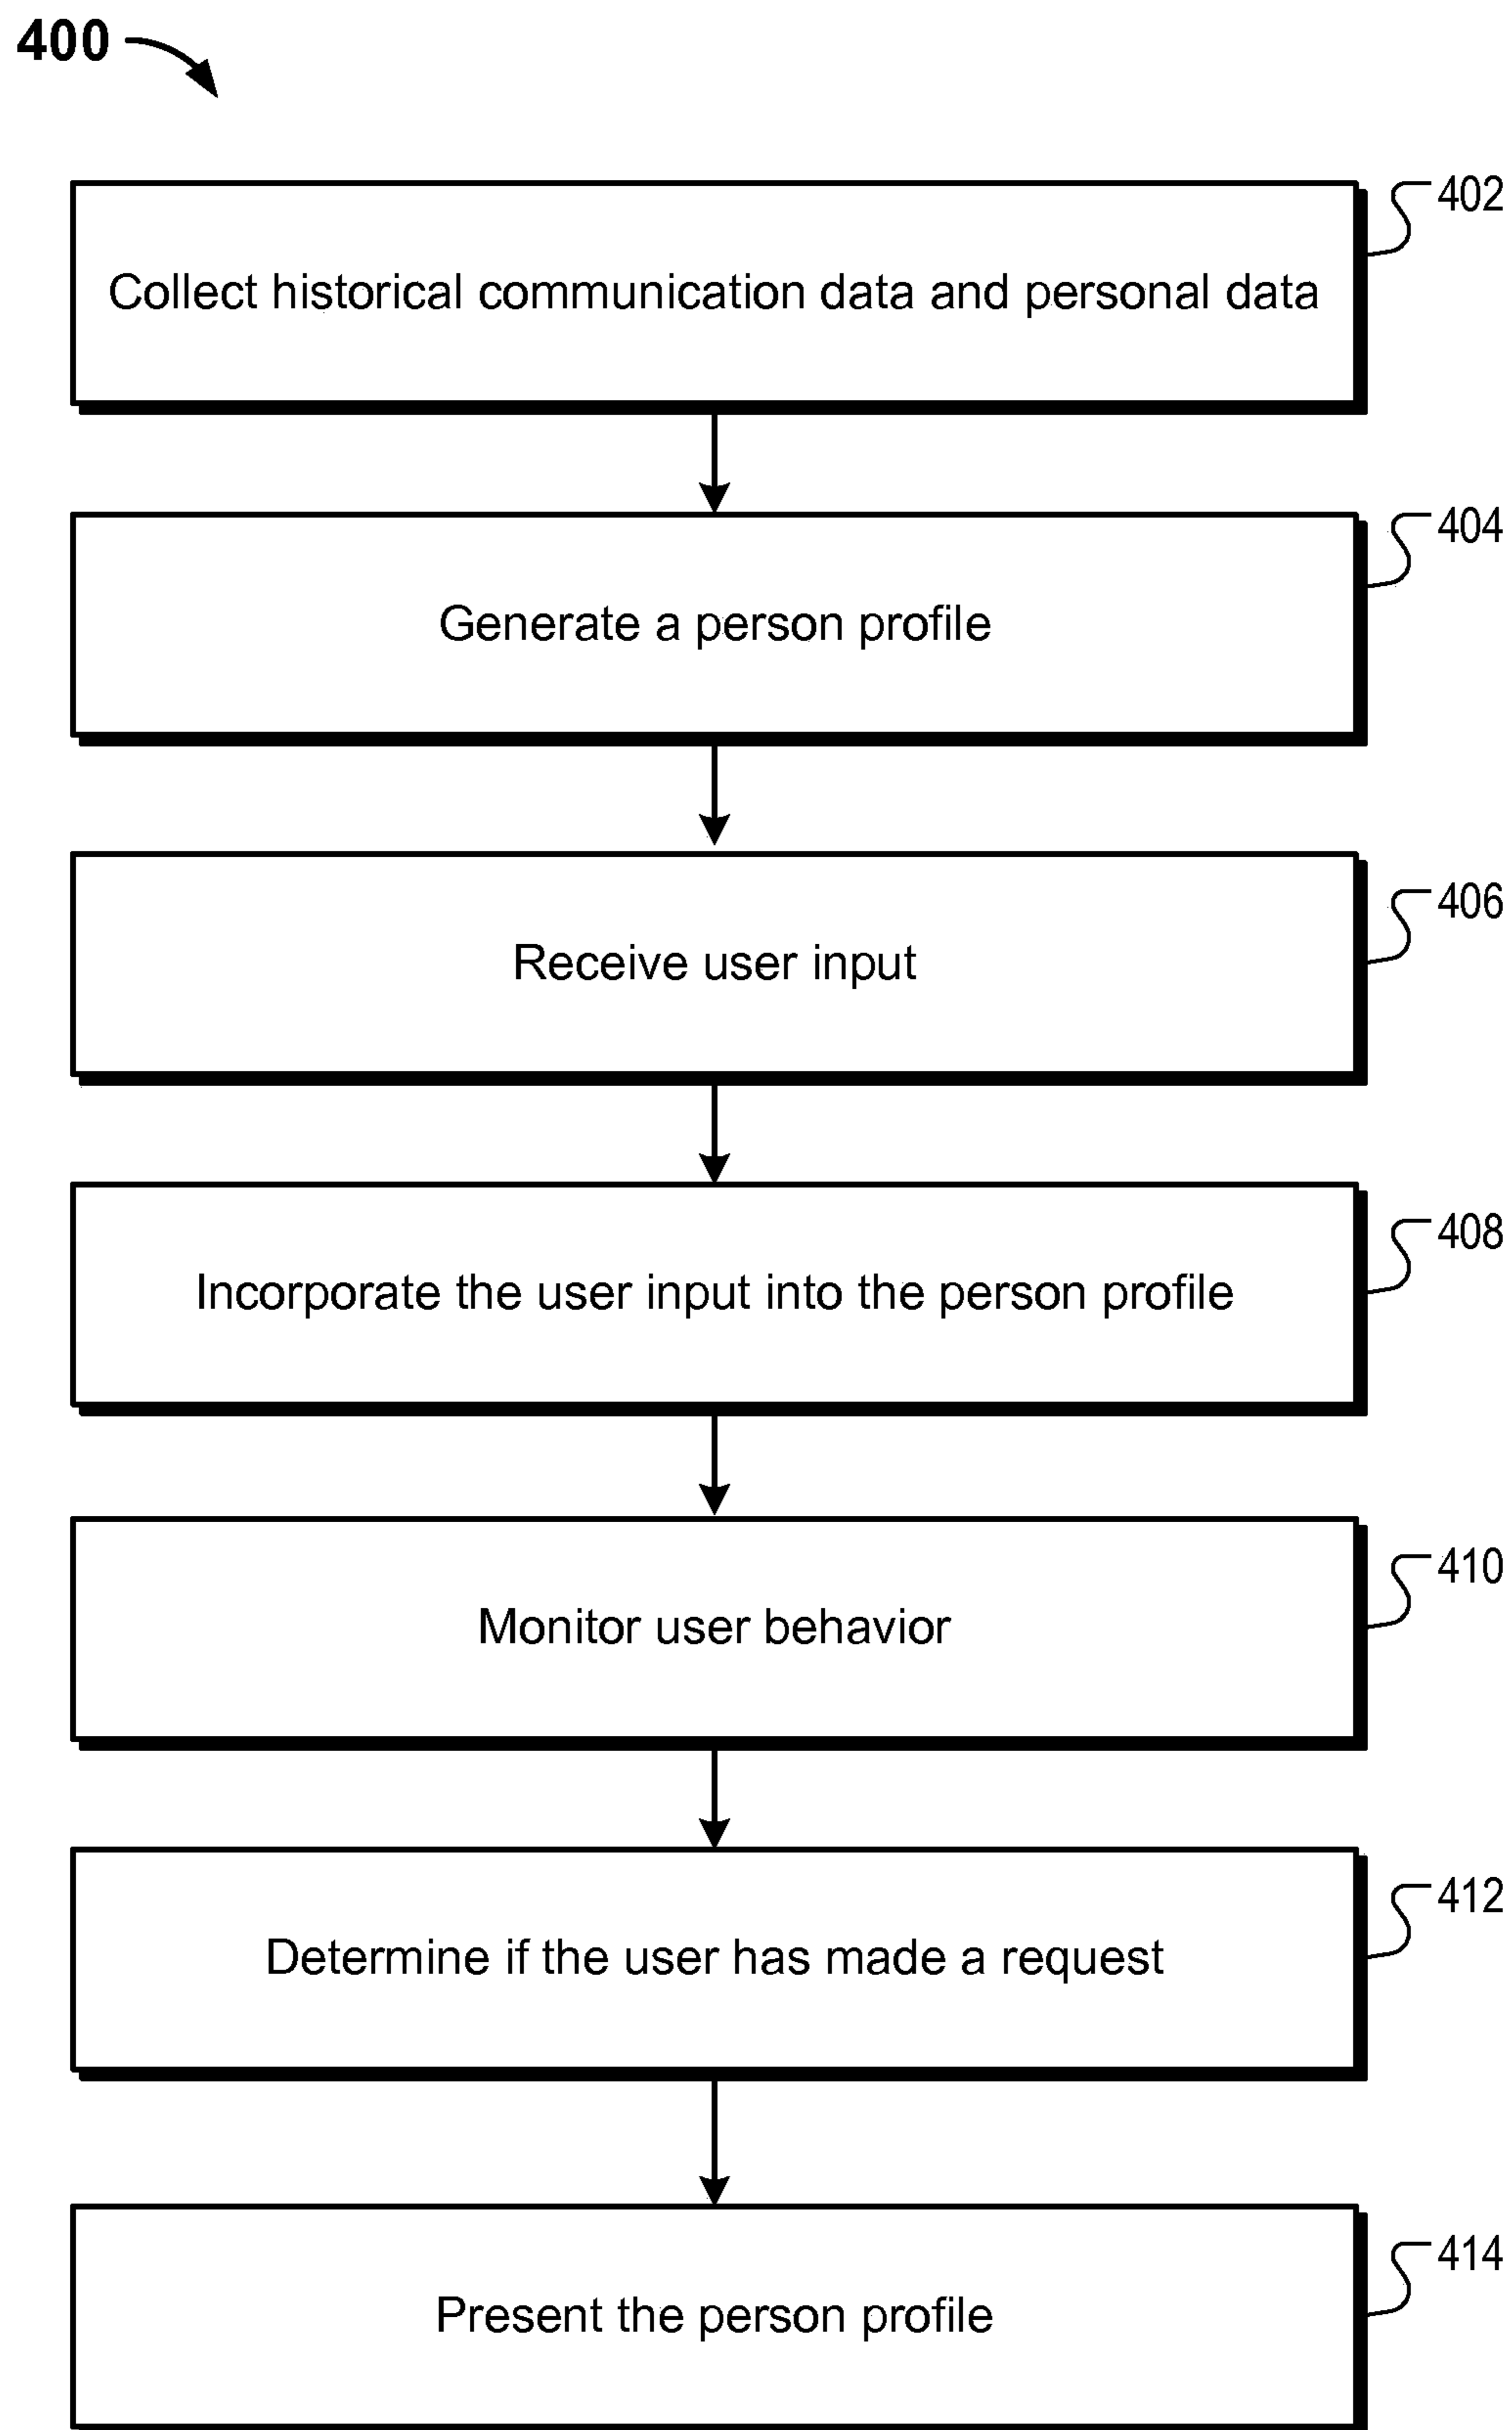 400
402
Collect historical communication data and personal data
404
Generate a person profile
406
Receive user input
408
Incorporate the user input into the person profile
410
Monitor user behavior
412
Determine if the user has made a request
414
Present the person profile